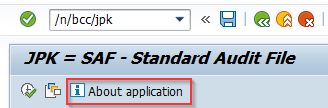 /n/bcc/jpk
JPK = SAF - Standard Audit File
About application